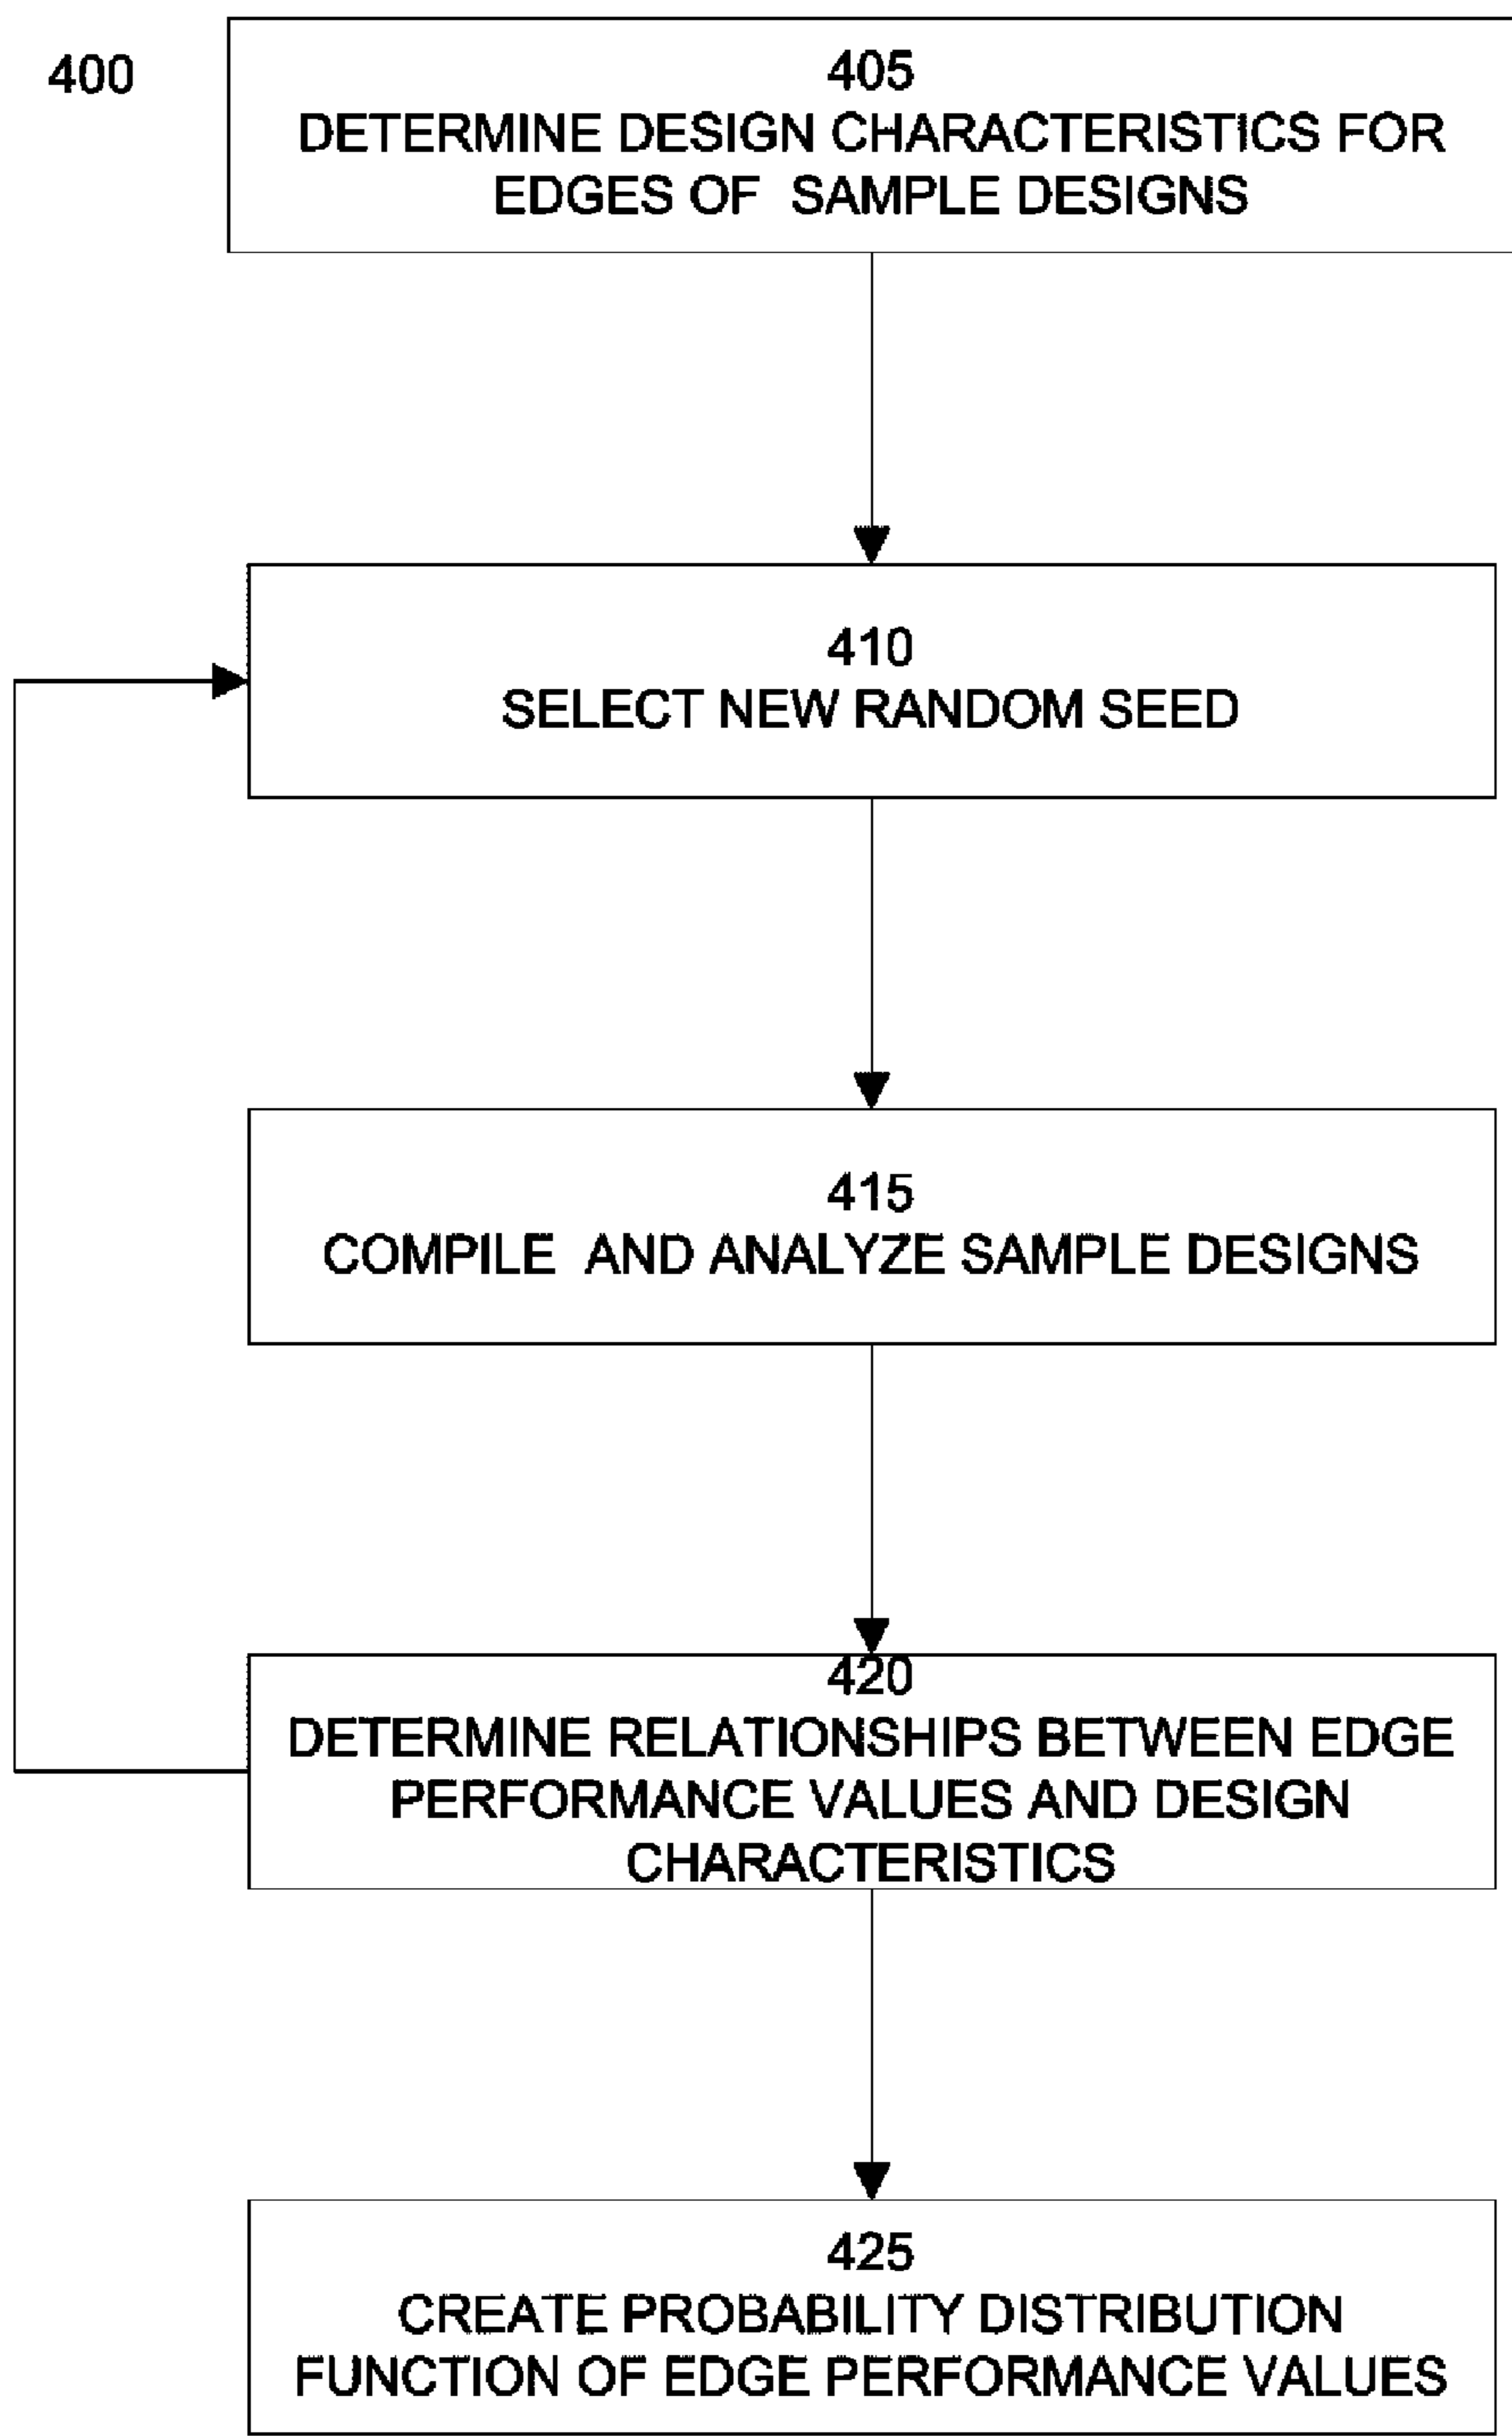 400
405
DETERMINE DESIGN CHARACTERISTICS FOR
EDGES OF SAMPLE DESIGNS
410
SELECT NEW RANDOM SEED
415
COMPILE AND ANALYZE SAMPLE DESIGNS
420
DETERMINE RELATIONSHIPS BETWEEN EDGE
PERFORMANCE VALUES AND DESIGN
CHARACTERISTICS
425
CREATE PROBABILITY DISTRIBUTION
FUNCTION OF EDGE PERFORMANCE VALUES